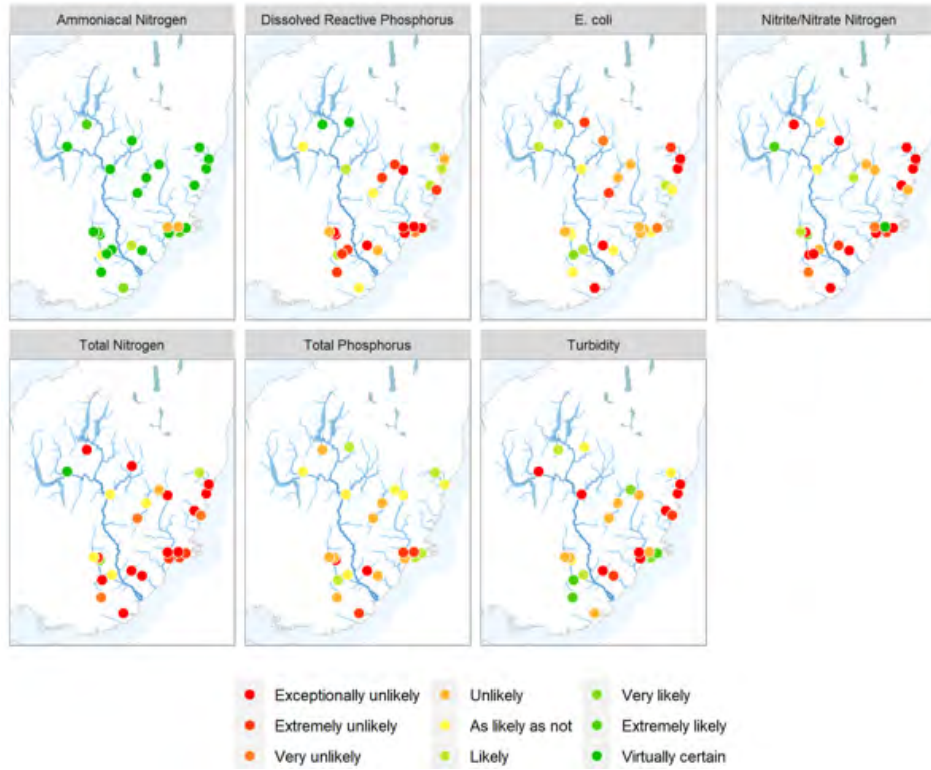 Ammoniacal Nitrogen Dissolved Reactive Phosphorus E. coli Nitrite/Nitrate Nitrogen
Total Nitrogen Total Phosphorus Turbidity
Exceptionally unlikely Unlikely Very likely
Extremely unlikely As likely as not Extremely likely
Very unlikely Likely Virtually certain